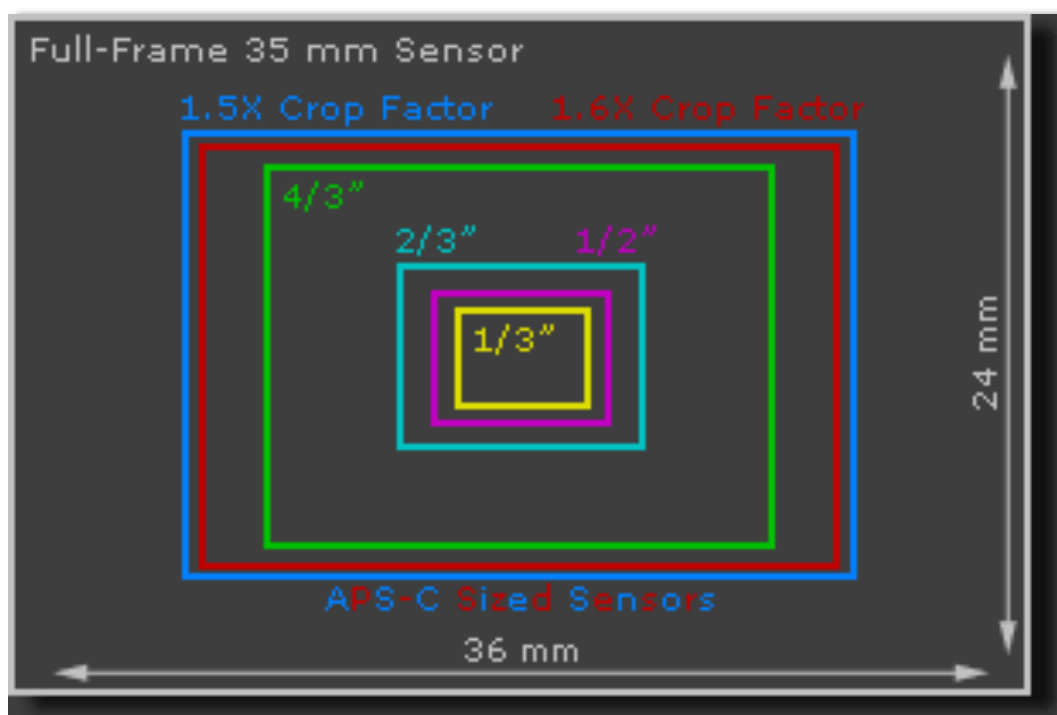 Full-Frame 35 mm Sensor
1.5X Crop Factor 1.6X Crop Factor
4/3”
2/3” 1/2”
1/3”
24 mm
APS-C Sized Sensors
36 mm